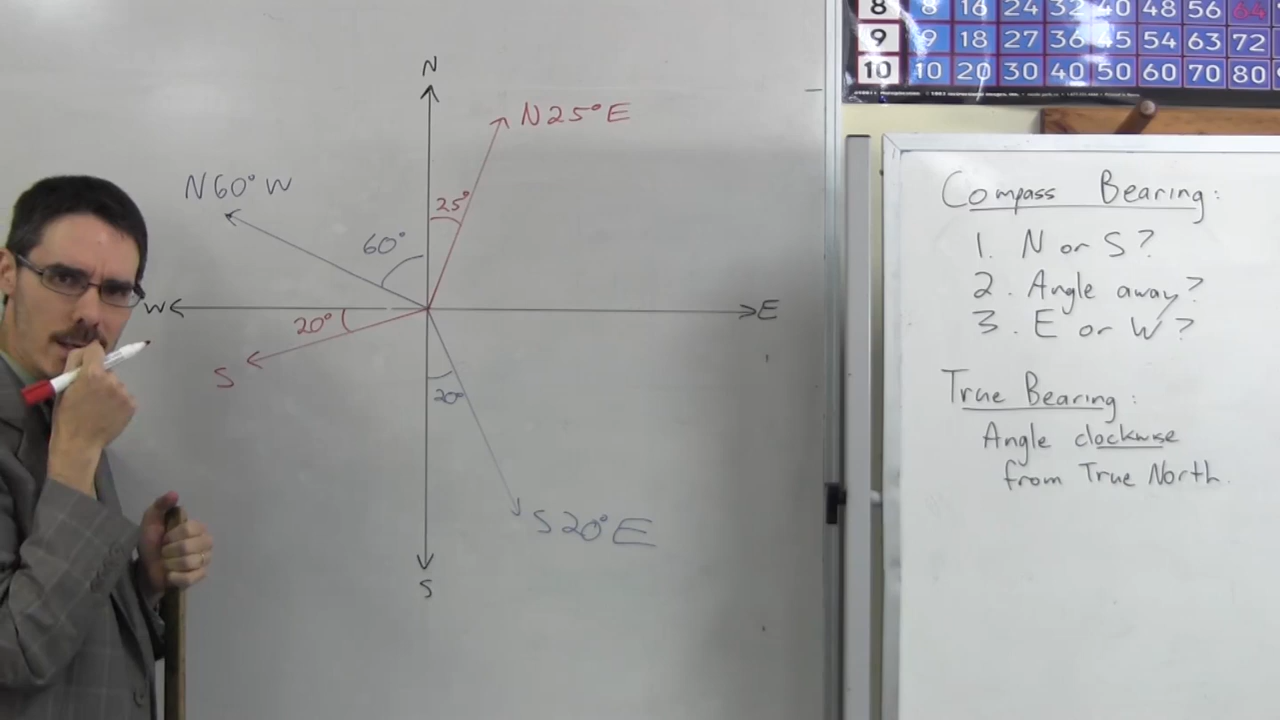 N
N25°E
N60°W
25°
60°
W
E
20°
S
20°
S20°E
S
8 8 16 24 32 40 48 56 64
9 9 18 27 36 45 54 63 72
10 10 20 30 40 50 60 70 80
Compass Bearing:
1. N or S?
2. Angle away?
3. E or W?
True Bearing:
Angle clockwise
from True North.